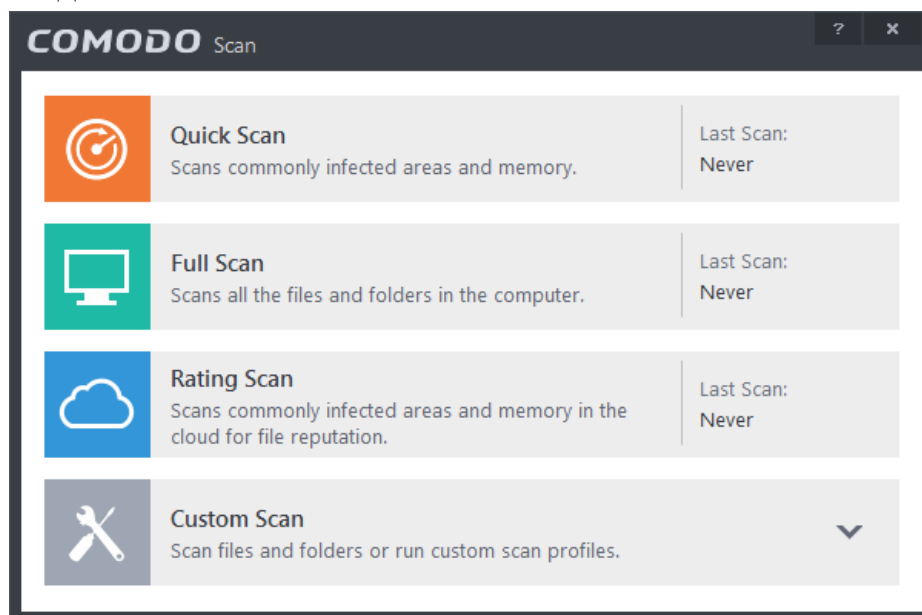 COMODO Scan
?
Quick Scan
Scans commonly infected areas and memory.
Last Scan:
Never
Full Scan
Scans all the files and folders in the computer.
Last Scan:
Never
Rating Scan
Scans commonly infected areas and memory in the
cloud for file reputation.
Last Scan:
Never
Custom Scan
Scan files and folders or run custom scan profiles.